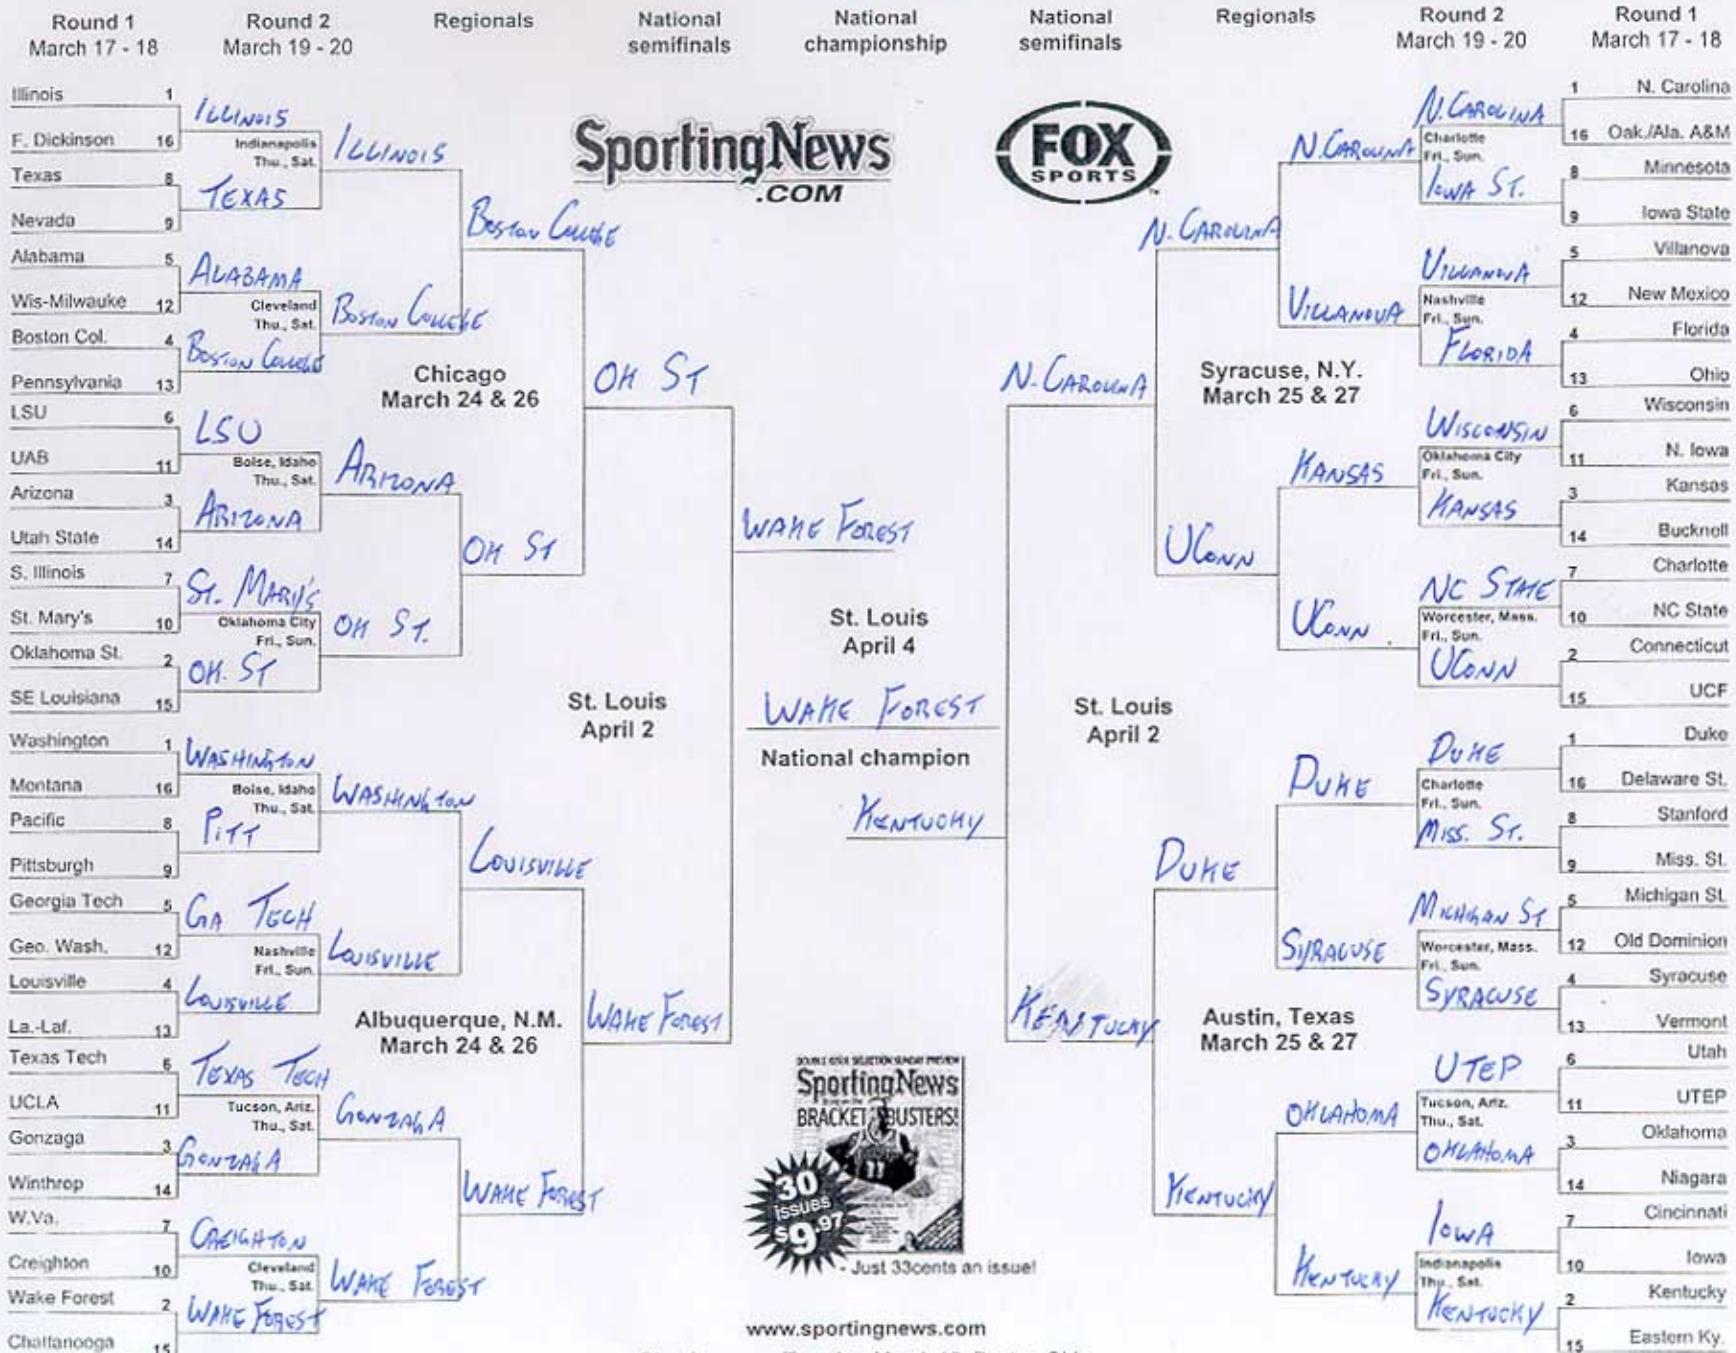 Round 1
March 17 - 18
Round 2
March 19 - 20
Regionals
National
semifinals
National
championship
National
semifinals
Regionals
Round 2
March 19 - 20
Round 1
March 17 - 18
Illinois 1
F. Dickinson 16
Texas 8
Nevada 9
Alabama 5
Wis-Milwauke 12
Boston Col. 4
Pennsylvania 13
LSU 6
UAB 11
Arizona 3
Utah State 14
S. Illinois 7
St. Mary's 10
Oklahoma St. 2
SE Louisiana 15
Washington 1
Montana 16
Pacific 8
Pittsburgh 9
Georgia Tech 5
Geo. Wash. 12
Louisville 4
La.-Laf. 13
Texas Tech 6
UCLA 11
Gonzaga 3
Winthrop 14
W.Va. 7
Creighton 10
Wake Forest 2
Chattanooga 15
ILLINOIS
Indianapolis
Thu., Sat.
TEXAS
ALABAMA
Cleveland
Thu., Sat.
BOSTON COLLEGE
LSU
Boise, Idaho
Thu., Sat.
ARIZONA
ST. MARY'S
Oklahoma City
Fri., Sun.
OK. ST
WASHINGTON
Boise, Idaho
Thu., Sat.
PITT
GA TECH
Nashville
Fri., Sun.
LOUISVILLE
TEXAS TECH
Tucson, Ariz.
Thu., Sat.
GONZAGA
CREIGHTON
Cleveland
Thu., Sat.
WAKE FOREST
ILLINOIS
BOSTON COLLEGE
ARIZONA
OK ST.
WASHINGTON
LOUISVILLE
GONZAGA
WAKE FOREST
BOSTON COLLEGE
Chicago
March 24 & 26
OK ST
LOUISVILLE
Albuquerque, N.M.
March 24 & 26
WAKE FOREST
OK ST
St. Louis
April 2
WAKE FOREST
SportingNews
.COM
FOX
SPORTS
™
WAKE FOREST
St. Louis
April 4
WAKE FOREST
National champion
KENTUCKY
DOUBLE ISSUE SELECTION SUNDAY PREVIEW
SportingNews
BRACKET BUSTERS!
11
30
ISSUES
$9.97
- Just 33cents an issue!
www.sportingnews.com
N. CAROLINA
St. Louis
April 2
KENTUCKY
N. CAROLINA
Syracuse, N.Y.
March 25 & 27
UCONN
DUKE
Austin, Texas
March 25 & 27
KENTUCKY
N. CAROLINA
VILLANOVA
KANSAS
UCONN
DUKE
SYRACUSE
OKLAHOMA
KENTUCKY
N. CAROLINA
Charlotte
Fri., Sun.
IOWA ST.
VILLANOVA
Nashville
Fri., Sun.
FLORIDA
WISCONSIN
Oklahoma City
Fri., Sun.
KANSAS
NC STATE
Worcester, Mass.
Fri., Sun.
UCONN
DUKE
Charlotte
Fri., Sun.
MISS. ST.
MICHIGAN ST
Worcester, Mass.
Fri., Sun.
SYRACUSE
UTEP
Tucson, Ariz.
Thu., Sat.
OKLAHOMA
IOWA
Indianapolis
Thu., Sat.
KENTUCKY
1 N. Carolina
16 Oak./Ala. A&M
8 Minnesota
9 Iowa State
5 Villanova
12 New Mexico
4 Florida
13 Ohio
6 Wisconsin
11 N. Iowa
3 Kansas
14 Bucknell
7 Charlotte
10 NC State
2 Connecticut
15 UCF
1 Duke
16 Delaware St.
8 Stanford
9 Miss. St.
5 Michigan St.
12 Old Dominion
4 Syracuse
13 Vermont
6 Utah
11 UTEP
3 Oklahoma
14 Niagara
7 Cincinnati
10 Iowa
2 Kentucky
15 Eastern Ky.